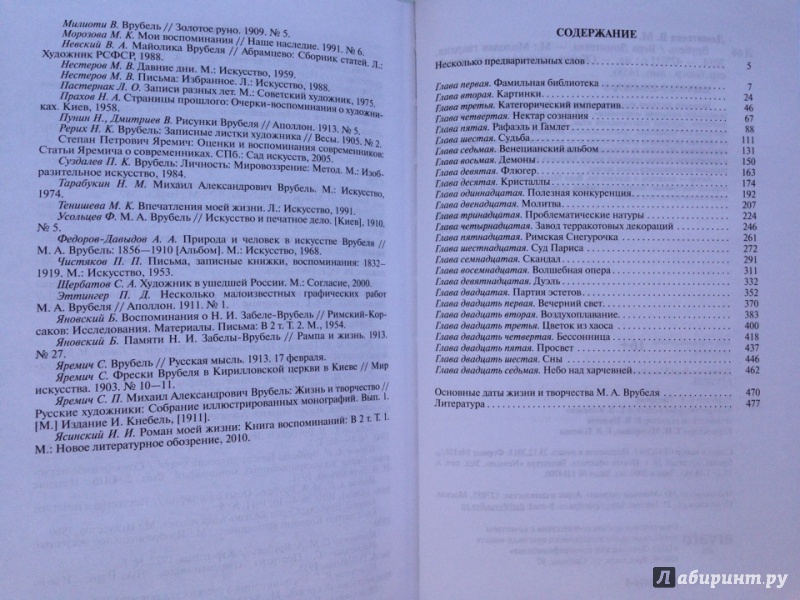 Милиоти В. Врубель // Золотое руно. 1909. № 5.
Морозова М. К. Мои воспоминания // Наше наследие. 1991. № 6.
Невский В. А. Майолика Врубеля // Абрамцево: Сборник статей. Л.:
Художник РСФСР, 1988.
Нестеров М. В. Давние дни. М.: Искусство, 1959.
Нестеров М. В. Письма: Избранное. Л.: Искусство, 1988.
Пастернак Л. О. Записи разных лет. М.: Советский художник, 1975.
Прахов Н. А. Страницы прошлого: Очерки-воспоминания о художни-
ках. Киев, 1958.
Пунин Н., Дмитриев В. Рисунки Врубеля // Аполлон. 1913. № 5.
Рерих Н. К. Врубель: Записные листки художника // Весы. 1905. № 2.
Степан Петрович Яремич: Оценки и воспоминания современников:
Статьи Яремича о современниках. СПб.: Сад искусств, 2005.
Суздалев П. К. Врубель: Личность: Мировоззрение: Метод. М.: Изоб-
разительное искусство, 1984.
Тарабукин Н. М. Михаил Александрович Врубель. М.: Искусство,
1974.
Тенишева М. К. Впечатления моей жизни. Л.: Искусство, 1991.
Усольцев Ф. М. А. Врубель // Искусство и печатное дело. [Киев], 1910.
№ 5.
Федоров-Давыдов А. А. Природа и человек в искусстве Врубеля //
М. А. Врубель: 1856—1910 [Альбом]. М.: Искусство, 1968.
Чистяков П. П. Письма, записные книжки, воспоминания: 1832–
1919. М.: Искусство, 1953.
Щербатов С. А. Художник в ушедшей России. М.: Согласие, 2000.
Эттингер П. Д. Несколько малоизвестных графических работ
М. А. Врубеля // Аполлон. 1911. № 1.
Яновский Б. Воспоминания о Н. И. Забеле-Врубель // Римский-Кор-
саков: Исследования. Материалы. Письма: В 2 т. Т. 2. М., 1954.
Яновский Б. Памяти Н. И. Забелы-Врубель // Рампа и жизнь. 1913.
№ 27.
Яремич С. Врубель // Русская мысль. 1913. 17 февраля.
Яремич С. Фрески Врубеля в Кирилловской церкви в Киеве // Мир
искусства. 1903. № 10—11.
Яремич С. П. Михаил Александрович Врубель: Жизнь и творчество //
Русские художники: Собрание иллюстрированных монографий. Вып. 1.
[М.] Издание И. Кнебель, [1911].
Ясинский И. И. Роман моей жизни: Книга воспоминаний: В 2 т. Т. 1.
М.: Новое литературное обозрение, 2010.
СОДЕРЖАНИЕ
Несколько предварительных слов 5
Глава первая. Фамильная библиотека 7
Глава вторая. Картинки 24
Глава третья. Категорический императив 46
Глава четвертая. Нектар сознания 67
Глава пятая. Рафаэль и Гамлет 88
Глава шестая. Судьба 111
Глава седьмая. Венецианский альбом 131
Глава восьмая. Демоны 150
Глава девятая. Флюгер 163
Глава десятая. Кристаллы 174
Глава одиннадцатая. Полезная конкуренция 192
Глава двенадцатая. Молитва 207
Глава тринадцатая. Проблематические натуры 224
Глава четырнадцатая. Завод терракотовых декораций 246
Глава пятнадцатая. Римская Снегурочка 261
Глава шестнадцатая. Суд Париса 272
Глава семнадцатая. Скандал 291
Глава восемнадцатая. Волшебная опера 311
Глава девятнадцатая. Дуэль 332
Глава двадцатая. Партия эстетов 352
Глава двадцать первая. Вечерний свет 370
Глава двадцать вторая. Воздухоплавание 383
Глава двадцать третья. Цветок из хаоса 400
Глава двадцать четвертая. Бессонница 418
Глава двадцать пятая. Просвет 437
Глава двадцать шестая. Сны 446
Глава двадцать седьмая. Небо над харчевней 462
Основные даты жизни и творчества М. А. Врубеля 470
Литература 477
Лабиринт.ру